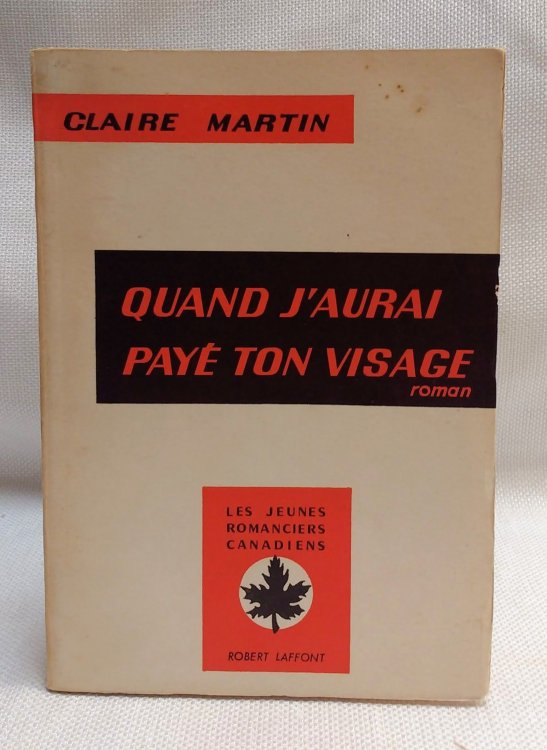 CLAIRE MARTIN
QUAND J'AURAI
PAYÉ TON VISAGE
roman
LES JEUNES
ROMANCIERS
CANADIENS
ROBERT LAFFONT